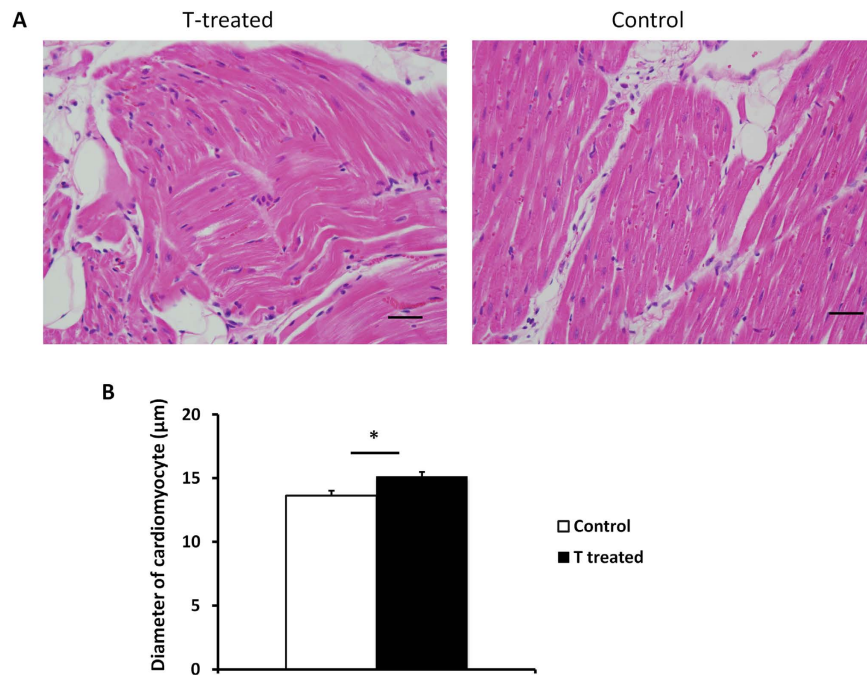 A
T-treated
Control
B
Diameter of cardiomyocyte (μm)
20
15
10
5
0
*
Control
T treated